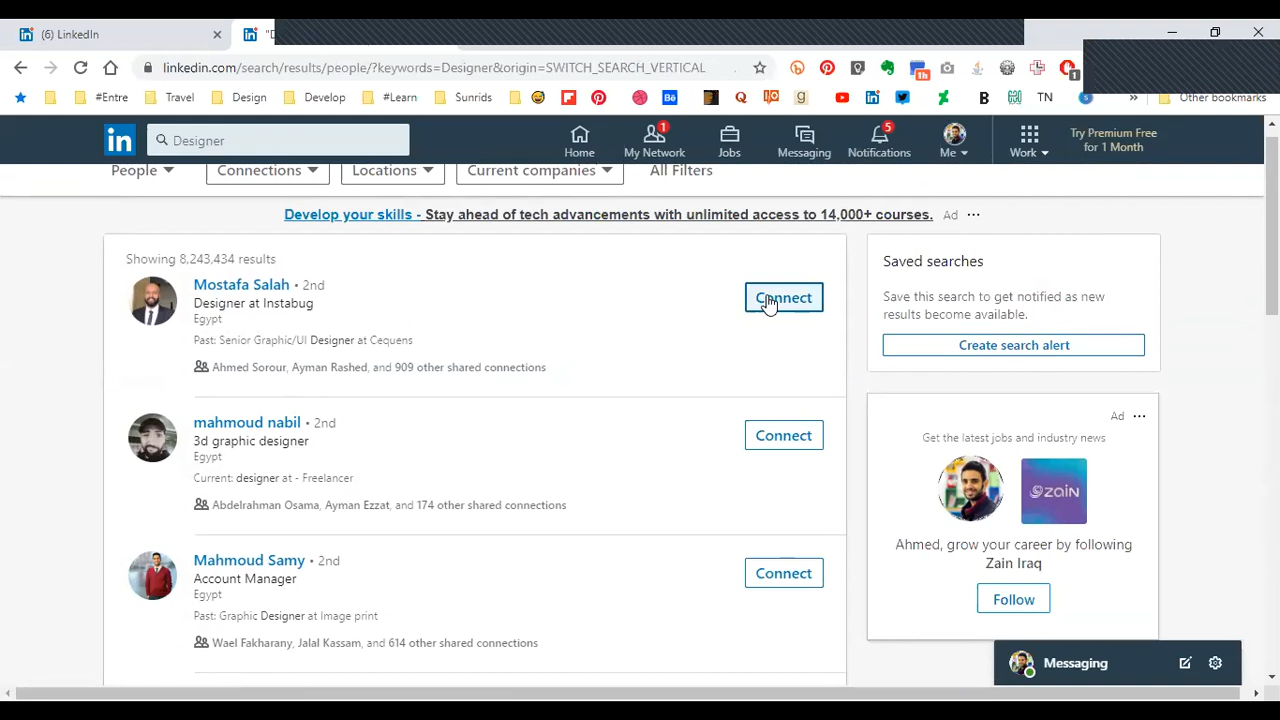 (6) LinkedIn
linkedin.com/search/results/people/?keywords=Designer&origin=SWITCH_SEARCH_VERTICAL
1h
1
#Entre
Travel
Design
Develop
#Learn
Sunrids
TN
»
Other bookmarks
Designer
Home
1
My Network
Jobs
Messaging
5
Notifications
Me
Work
Try Premium Free for 1 Month
People
Connections
Locations
Current companies
All Filters
Develop your skills - Stay ahead of tech advancements with unlimited access to 14,000+ courses. Ad ...
Showing 8,243,434 results
Mostafa Salah • 2nd
Designer at Instabug
Egypt
Past: Senior Graphic/UI Designer at Cequens
Ahmed Sorour, Ayman Rashed, and 909 other shared connections
Connect
mahmoud nabil • 2nd
3d graphic designer
Egypt
Current: designer at - Freelancer
Abdelrahman Osama, Ayman Ezzat, and 174 other shared connections
Connect
Mahmoud Samy • 2nd
Account Manager
Egypt
Past: Graphic Designer at Image print
Wael Fakharany, Jalal Kassam, and 614 other shared connections
Connect
Saved searches
Save this search to get notified as new
results become available.
Create search alert
Ad ...
Get the latest jobs and industry news
zain
Ahmed, grow your career by following
Zain Iraq
Follow
Messaging